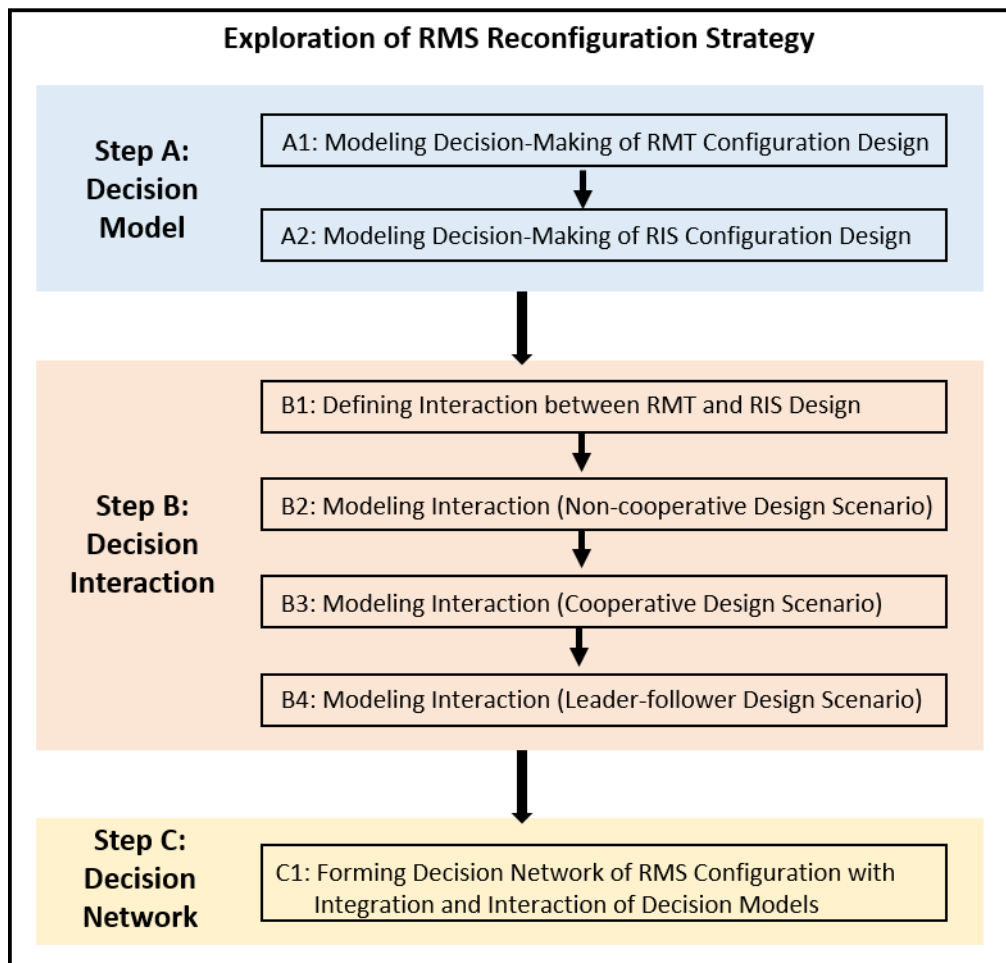 Exploration of RMS Reconfiguration Strategy
Step A:
Decision
Model
A1: Modeling Decision-Making of RMT Configuration Design
A2: Modeling Decision-Making of RIS Configuration Design
Step B:
Decision
Interaction
B1: Defining Interaction between RMT and RIS Design
B2: Modeling Interaction (Non-cooperative Design Scenario)
B3: Modeling Interaction (Cooperative Design Scenario)
B4: Modeling Interaction (Leader-follower Design Scenario)
Step C:
Decision
Network
C1: Forming Decision Network of RMS Configuration with
Integration and Interaction of Decision Models